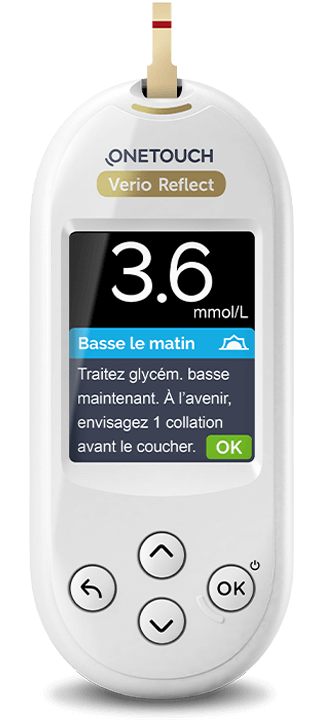 ONETOUCH
Verio Reflect
3.6
mmol/L
Basse le matin
Traitez glycém. basse
maintenant. À l'avenir,
envisagez 1 collation
avant le coucher. OK
OK